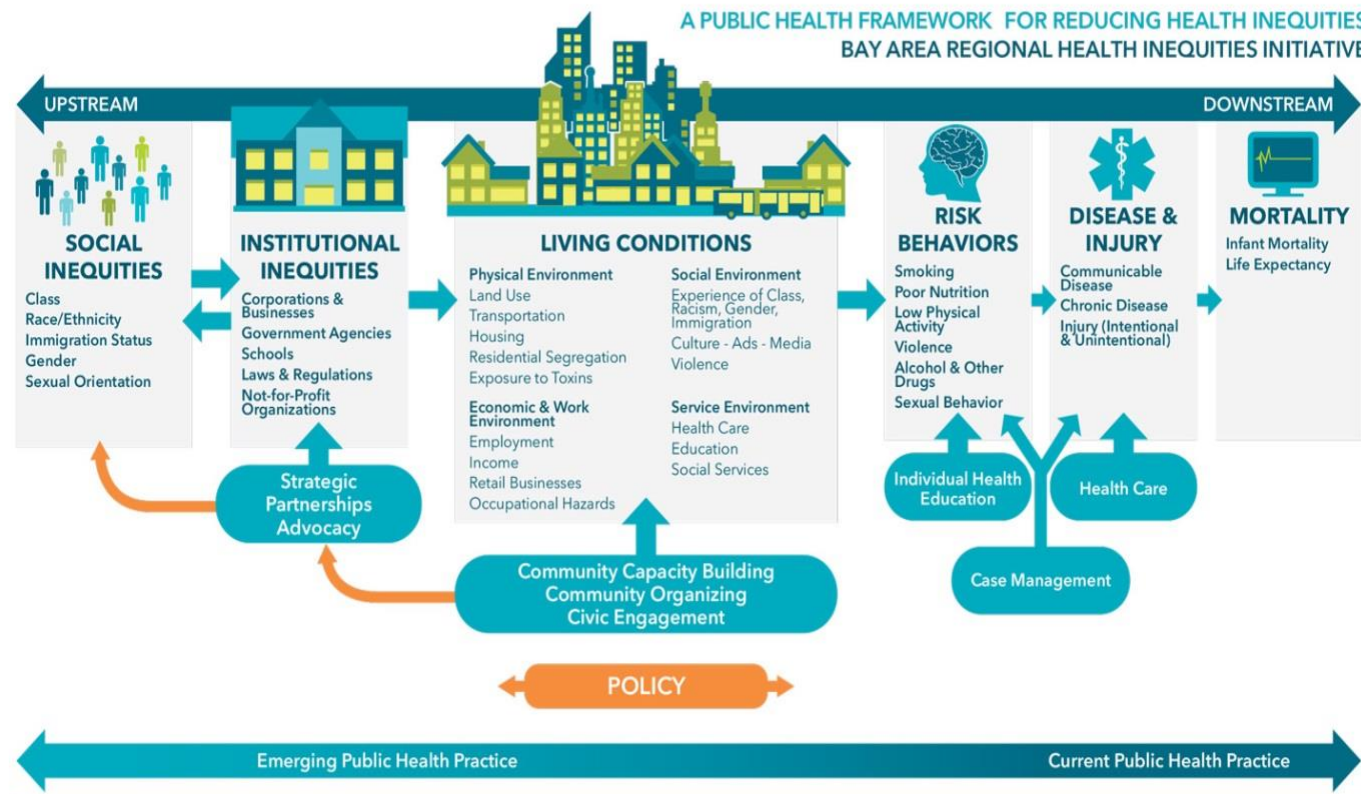 A PUBLIC HEALTH FRAMEWORK FOR REDUCING HEALTH INEQUITIES
BAY AREA REGIONAL HEALTH INEQUITIES INITIATIVE
UPSTREAM
DOWNSTREAM
SOCIAL
INEQUITIES
Class
Race/Ethnicity
Immigration Status
Gender
Sexual Orientation
INSTITUTIONAL
INEQUITIES
Corporations &
Businesses
Government Agencies
Schools
Laws & Regulations
Not-for-Profit
Organizations
LIVING CONDITIONS
Physical Environment
Land Use
Transportation
Housing
Residential Segregation
Exposure to Toxins
Economic & Work
Environment
Employment
Income
Retail Businesses
Occupational Hazards
Social Environment
Experience of Class,
Racism, Gender,
Immigration
Culture - Ads - Media
Violence
Service Environment
Health Care
Education
Social Services
RISK
BEHAVIORS
Smoking
Poor Nutrition
Low Physical
Activity
Violence
Alcohol & Other
Drugs
Sexual Behavior
DISEASE &
INJURY
Communicable
Disease
Chronic Disease
Injury (Intentional
& Unintentional)
MORTALITY
Infant Mortality
Life Expectancy
Strategic
Partnerships
Advocacy
Community Capacity Building
Community Organizing
Civic Engagement
Individual Health
Education
Health Care
Case Management
POLICY
Emerging Public Health Practice
Current Public Health Practice